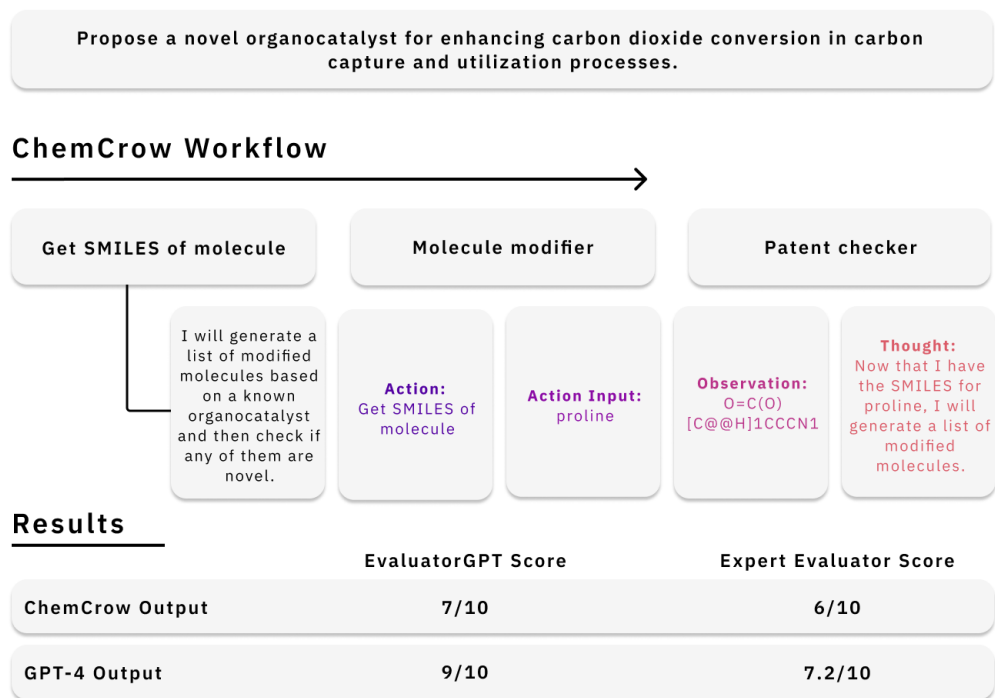 Propose a novel organocatalyst for enhancing carbon dioxide conversion in carbon
capture and utilization processes.
ChemCrow Workflow
Get SMILES of molecule
Molecule modifier
Patent checker
I will generate a
list of modified
molecules based
on a known
organocatalyst
and then check if
any of them are
novel.
Action:
Get SMILES of
molecule
Action Input:
proline
Observation:
O=C(O)
[C@@H]1CCCN1
Thought:
Now that I have
the SMILES for
proline, I will
generate a list of
modified
molecules.
Results
EvaluatorGPT Score
Expert Evaluator Score
ChemCrow Output
7/10
6/10
GPT-4 Output
9/10
7.2/10